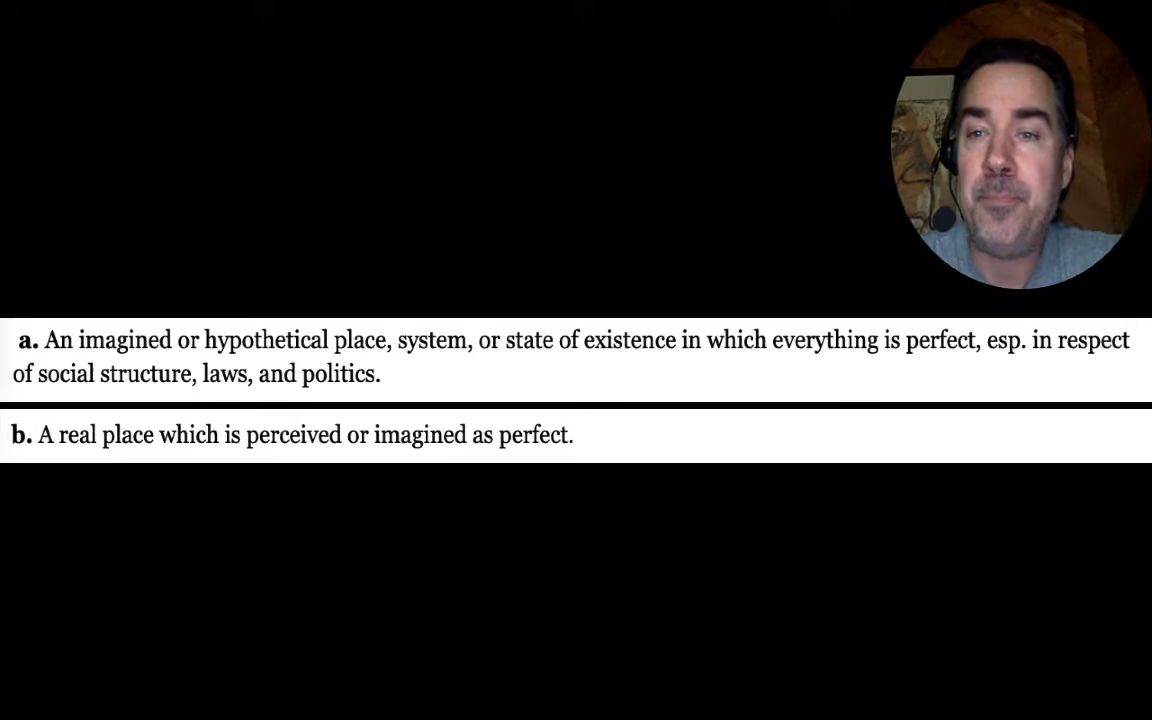 a. An imagined or hypothetical place, system, or state of existence in which everything is perfect, esp. in respect
of social structure, laws, and politics.
b. A real place which is perceived or imagined as perfect.